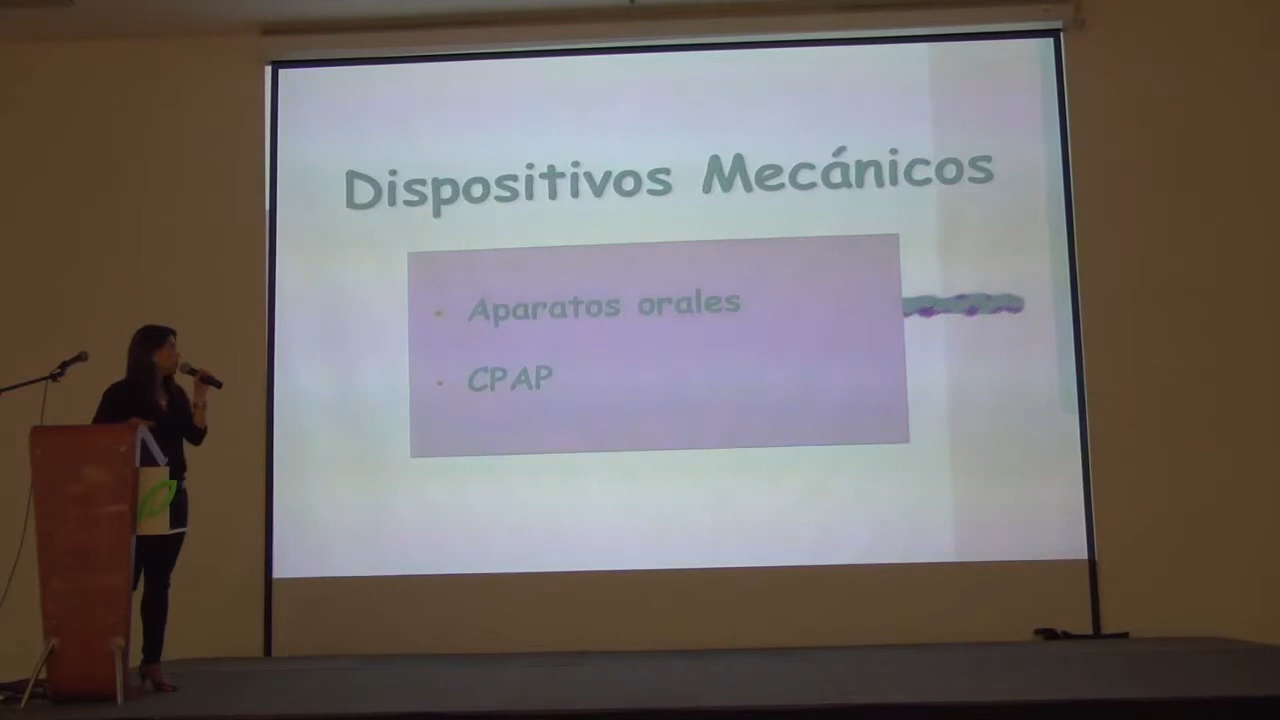 Dispositivos Mecánicos
• Aparatos orales
• CPAP